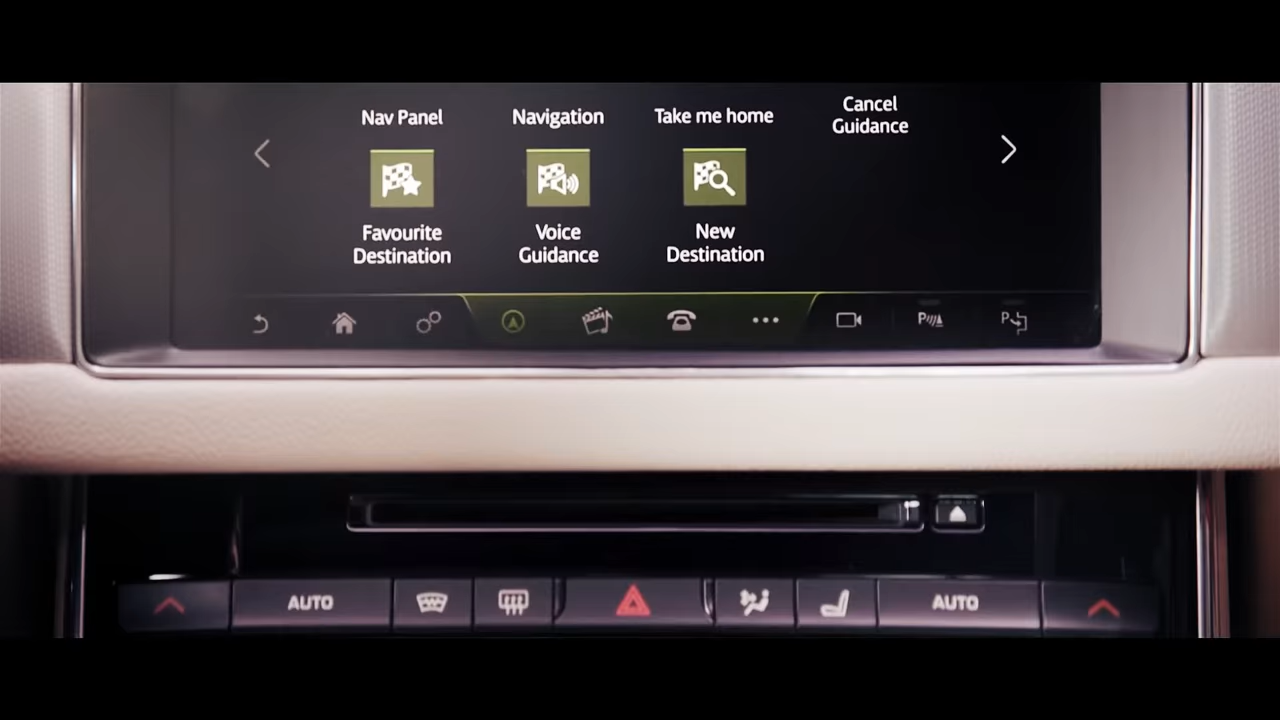 Nav Panel
Navigation
Take me home
Cancel
Guidance
Favourite
Destination
Voice
Guidance
New
Destination
P
P
AUTO
AUTO